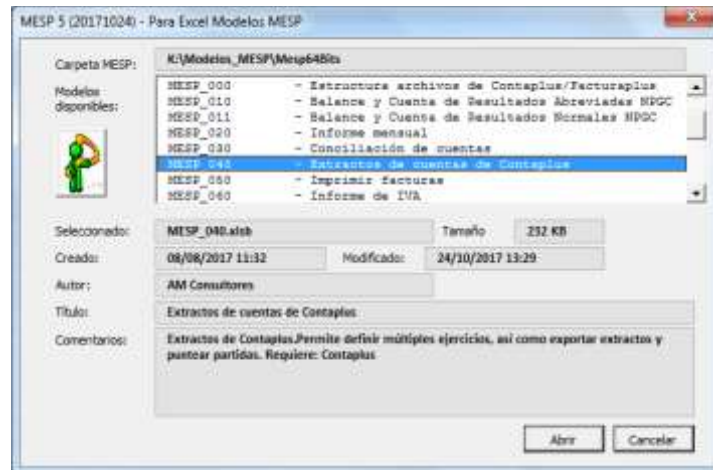 MESP 5 (20171024) - Para Excel Modelos MESP
Carpeta MESP: K:\Modelos_MESP\Mesp64Bits
Modelos disponibles:
MESP_000 - Estructura archivos de Contaplus/Facturaplus
MESP_010 - Balance y Cuenta de Resultados Abreviadas NPGC
MESP_011 - Balance y Cuenta de Resultados Normales NPGC
MESP_020 - Informe mensual
MESP_030 - Conciliación de cuentas
MESP_040 - Extractos de cuentas de Contaplus
MESP_050 - Imprimir facturas
MESP_060 - Informe de IVA
Seleccionado: MESP_040.xlsb Tamaño 232 KB
Creado: 08/08/2017 11:32 Modificado: 24/10/2017 13:29
Autor: AM Consultores
Título: Extractos de cuentas de Contaplus
Comentarios: Extractos de Contaplus.Permite definir múltiples ejercicios, así como exportar extractos y
puntear partidas. Requiere: Contaplus
Abrir Cancelar